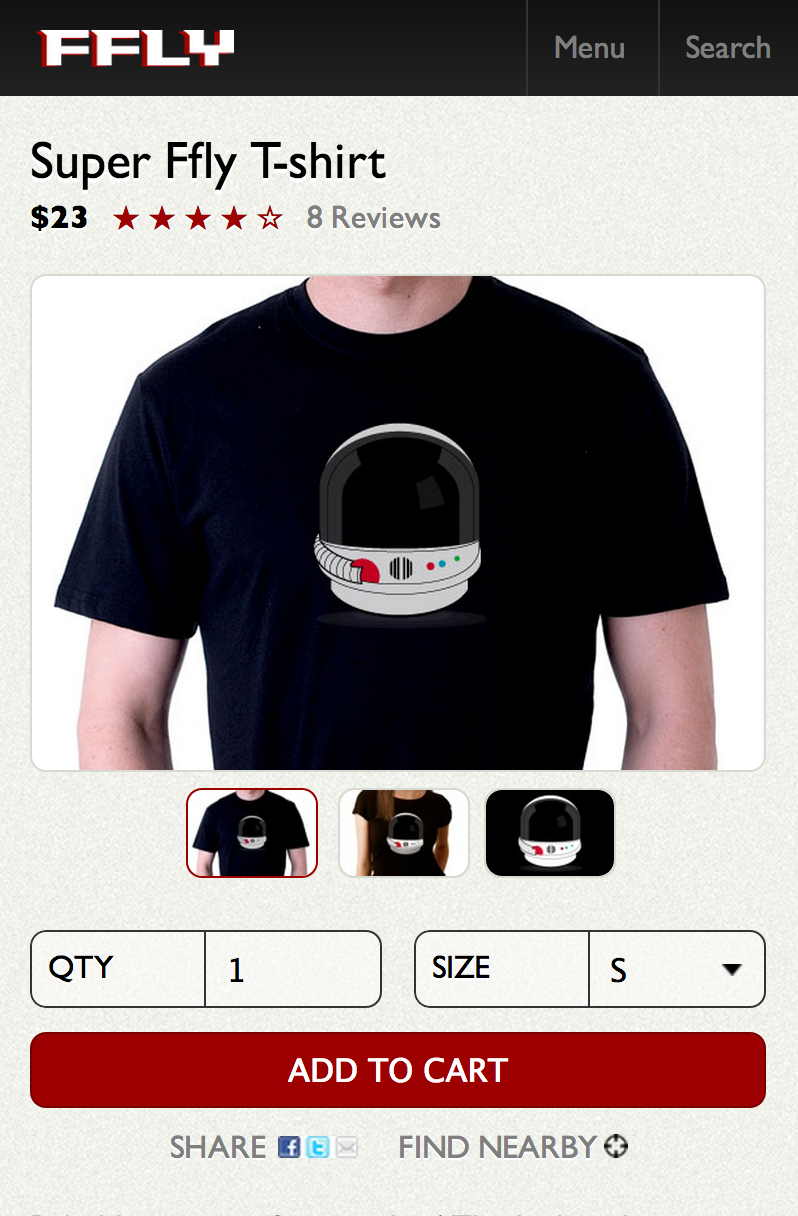 FFLY
Menu
Search
Super Ffly T-shirt
$23 ★ ★ ★ ★ ☆ 8 Reviews
QTY 1
SIZE S
ADD TO CART
SHARE
FIND NEARBY